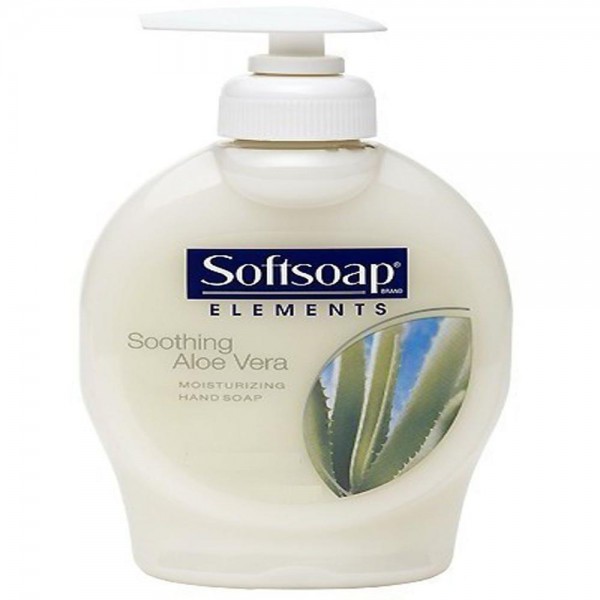 Softsoap®
BRAND
ELEMENTS
Soothing
Aloe Vera
MOISTURIZING
HAND SOAP